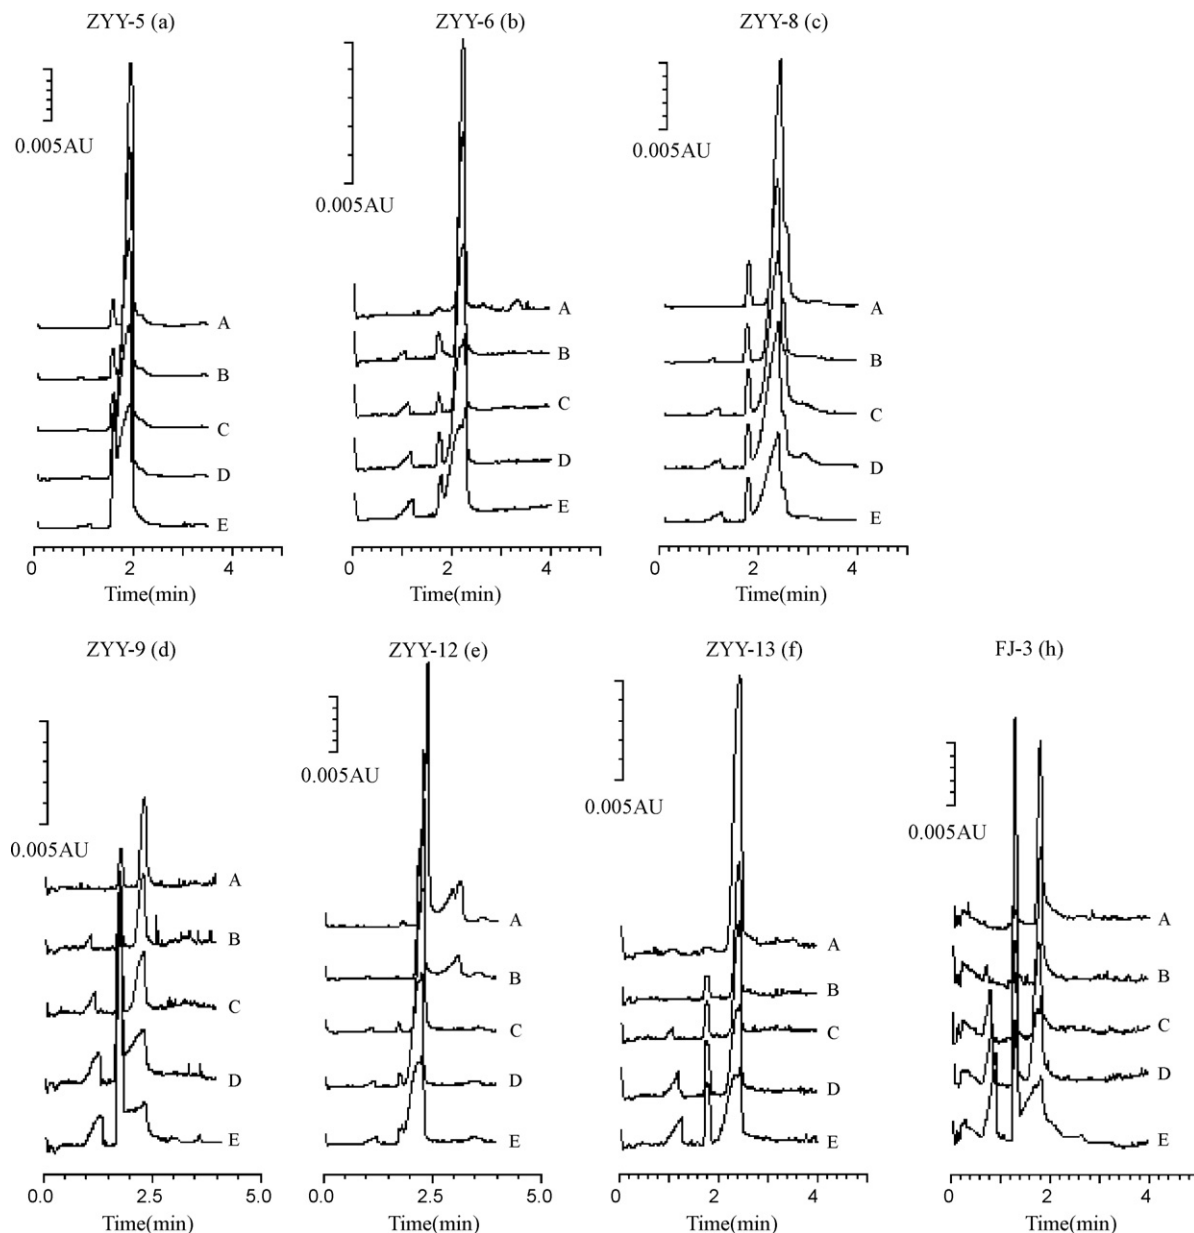 ZYY-5 (a)
ZYY-6 (b)
ZYY-8 (c)
0.005AU
0.005AU
0.005AU
A
B
C
D
E
A
B
C
D
E
A
B
C
D
E
0 2 4
0 2 4
0 2 4
Time(min)
Time(min)
Time(min)
ZYY-9 (d)
ZYY-12 (e)
ZYY-13 (f)
FJ-3 (h)
0.005AU
0.005AU
0.005AU
0.005AU
A
B
C
D
E
A
B
C
D
E
A
B
C
D
E
A
B
C
D
E
0.0 2.5 5.0
0.0 2.5 5.0
0 2 4
0 2 4
Time(min)
Time(min)
Time(min)
Time(min)